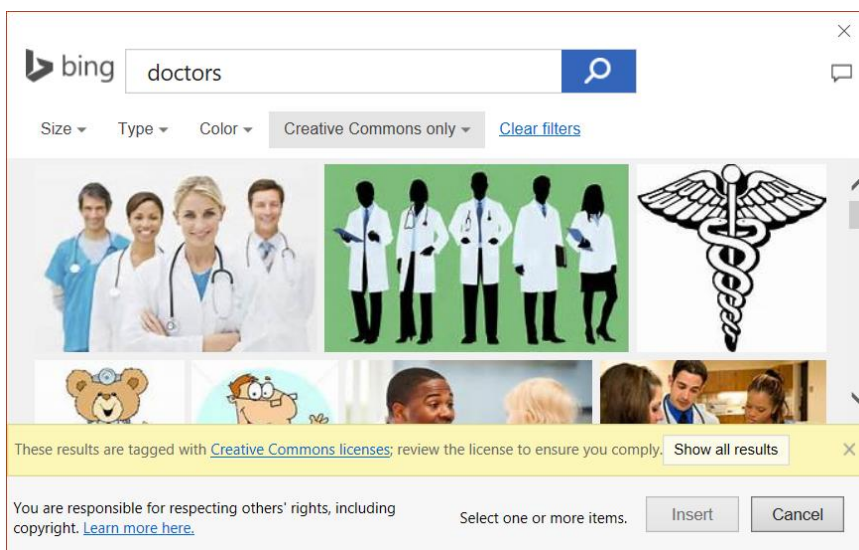 bing
doctors
Size Type Color Creative Commons only Clear filters
These results are tagged with Creative Commons licenses; review the license to ensure you comply. Show all results
You are responsible for respecting others' rights, including
copyright. Learn more here.
Select one or more items. Insert Cancel